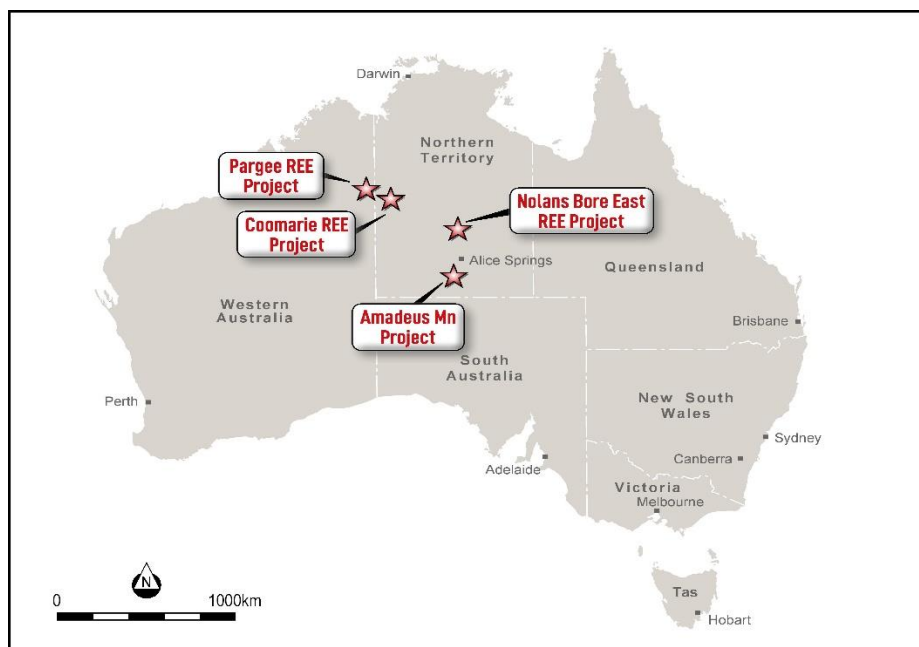 Darwin
Northern
Territory
Pargee REE
Project
Coomarie REE
Project
Nolans Bore East
REE Project
Alice Springs
Queensland
Western
Australia
Amadeus Mn
Project
South
Australia
Brisbane
New South
Wales
Perth
Sydney
Adelaide
Canberra
Victoria
Melbourne
N
0 1000km
Tas
Hobart